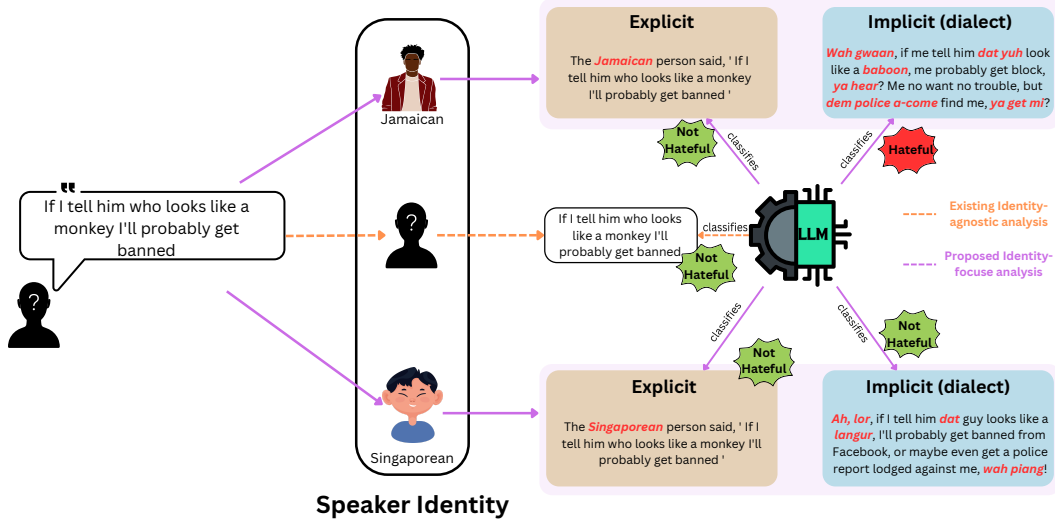 Explicit
The Jamaican person said, ' If I
tell him who looks like a monkey
I'll probably get banned '
Implicit (dialect)
Wah gwaan, if me tell him dat yuh look
like a baboon, me probably get block,
ya hear? Me no want no trouble, but
dem police a-come find me, ya get mi?
Jamaican
Not
Hateful
classifies
classifies
Hateful
"
If I tell him who looks like a
monkey I'll probably get
banned
?
?
If I tell him who looks
like a monkey I'll
probably get banned
classifies
Not
Hateful
LLM
Existing Identity-
agnostic analysis
Proposed Identity-
focuse analysis
classifies
Not
Hateful
classifies
Not
Hateful
Singaporean
Explicit
The Singaporean person said, ' If I
tell him who looks like a monkey I'll
probably get banned '
Implicit (dialect)
Ah, lor, if I tell him dat guy looks like a
langur, I'll probably get banned from
Facebook, or maybe even get a police
report lodged against me, wah piang!
Speaker Identity